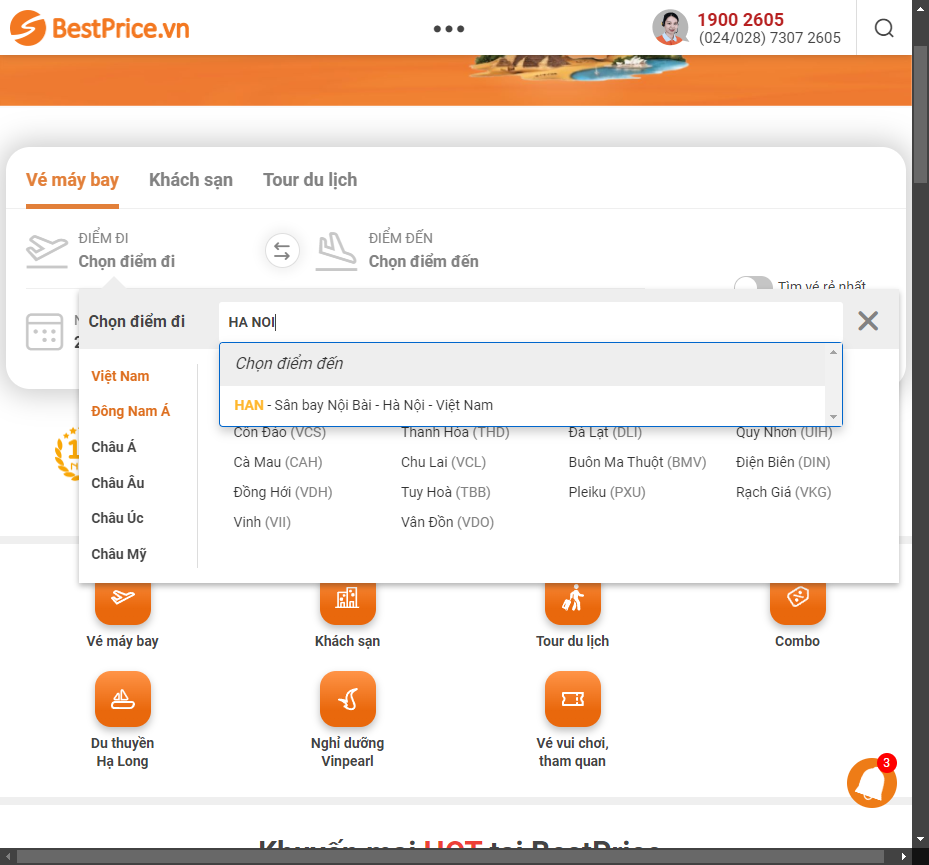 BestPrice.vn
1900 2605
(024/028) 7307 2605
Vé máy bay
Khách sạn
Tour du lịch
ĐIỂM ĐI
Chọn điểm đi
ĐIỂM ĐẾN
Chọn điểm đến
Tìm vé rẻ nhất
Chọn điểm đi
HA NOI
Chọn điểm đến
HAN - Sân bay Nội Bài - Hà Nội - Việt Nam
Việt Nam
Đông Nam Á
Châu Á
Châu Âu
Châu Úc
Châu Mỹ
Côn Đảo (VCS)
Thanh Hóa (THD)
Đà Lạt (DLI)
Quy Nhơn (UIH)
Cà Mau (CAH)
Chu Lai (VCL)
Buôn Ma Thuột (BMV)
Điện Biên (DIN)
Đồng Hới (VDH)
Tuy Hoà (TBB)
Pleiku (PXU)
Rạch Giá (VKG)
Vinh (VII)
Vân Đồn (VDO)
Vé máy bay
Khách sạn
Tour du lịch
Combo
Du thuyền
Hạ Long
Nghỉ dưỡng
Vinpearl
Vé vui chơi,
tham quan
3
Khuyến mại HOT tại BestPrice